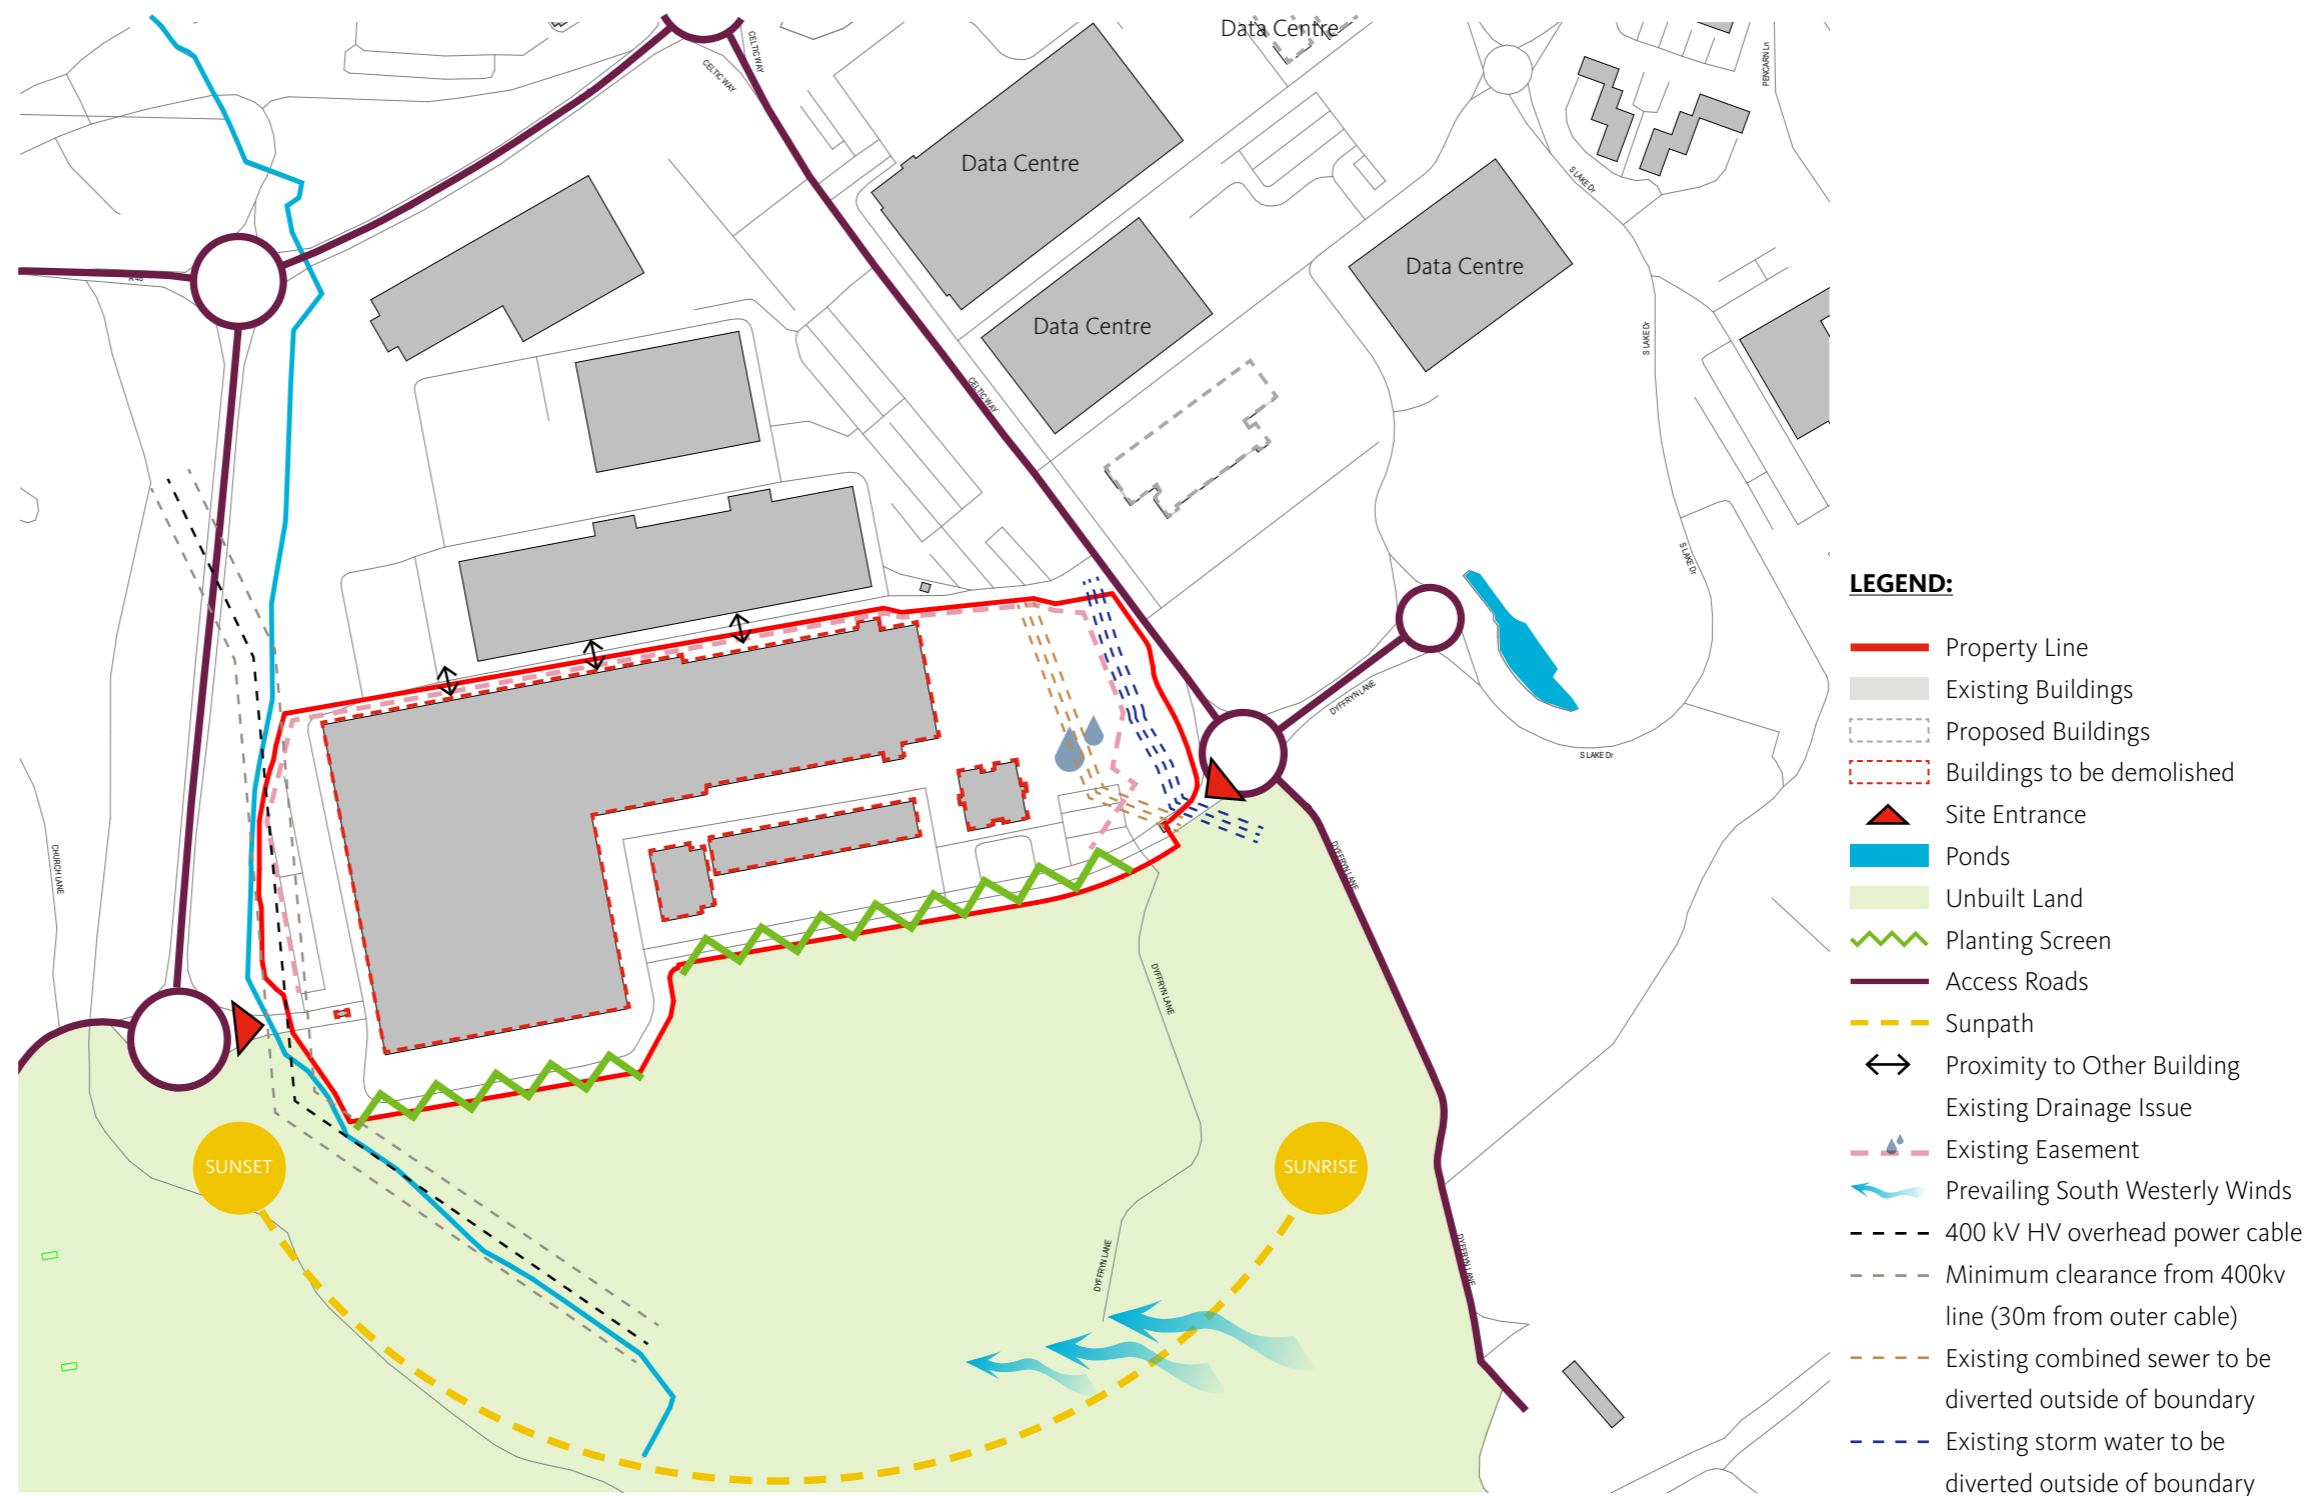 Data Centre
CELTIC WAY
CELTIC WAY
PENCARN Ln
Data Centre
S LAKE Dr
Data Centre
A 48
Data Centre
S LAKE Dr
CELTIC WAY
S LAKE Dr
DYFFRYN LANE
S LAKE Dr
CHURCH LANE
DYFFRYN LANE
DYFFRYN LANE
SUNSET
SUNRISE
DYFFRYN LANE
DYFFRYN LANE
LEGEND:
Property Line
Existing Buildings
Proposed Buildings
Buildings to be demolished
Site Entrance
Ponds
Unbuilt Land
Planting Screen
Access Roads
Sunpath
Proximity to Other Building
Existing Drainage Issue
Existing Easement
Prevailing South Westerly Winds
400 kV HV overhead power cable
Minimum clearance from 400kv
line (30m from outer cable)
Existing combined sewer to be
diverted outside of boundary
Existing storm water to be
diverted outside of boundary